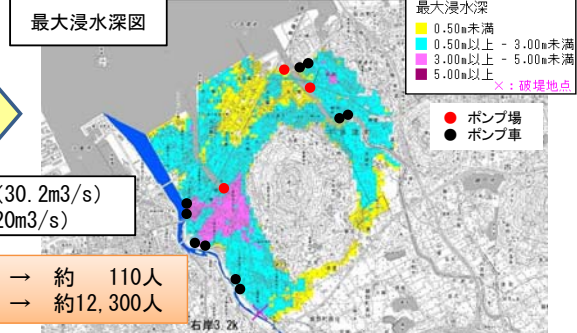 最大浸水深図
最大浸水深
0.50m未満
0.50m以上 - 3.00m未満
3.00m以上 - 5.00m未満
5.00m以上
×：破堤地点
ポンプ場
ポンプ車
(30.2m3/s)
20m3/s)
→ 約 110人
→ 約12,300人
右岸3.2k